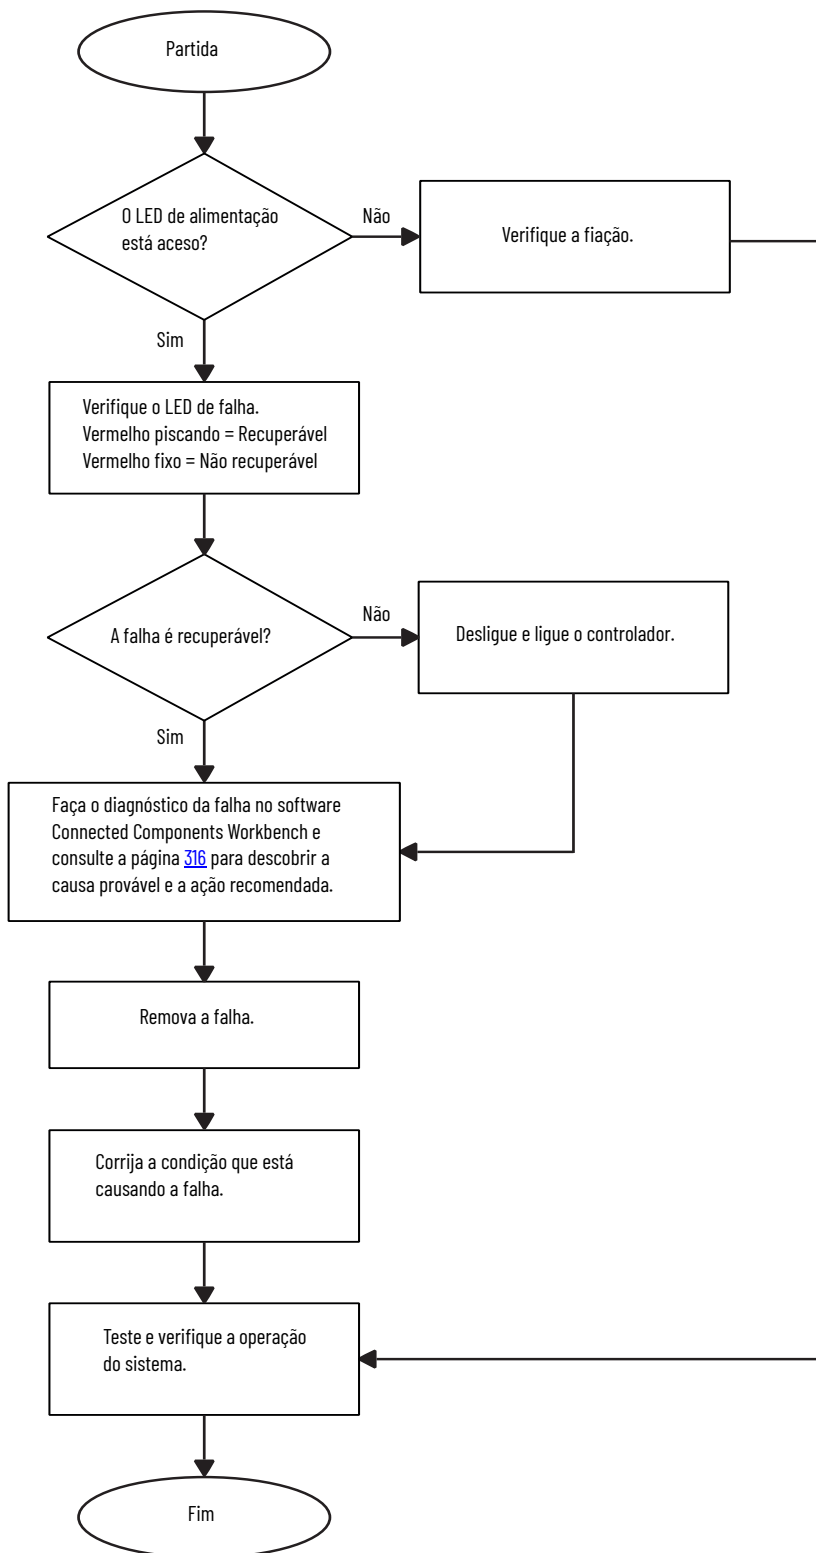 Partida
O LED de alimentação
está aceso?
Não
Verifique a fiação.
Sim
Verifique o LED de falha.
Vermelho piscando = Recuperável
Vermelho fixo = Não recuperável
A falha é recuperável?
Não
Desligue e ligue o controlador.
Sim
Faça o diagnóstico da falha no software
Connected Components Workbench e
consulte a página 316 para descobrir a
causa provável e a ação recomendada.
Remova a falha.
Corrija a condição que está
causando a falha.
Teste e verifique a operação
do sistema.
Fim